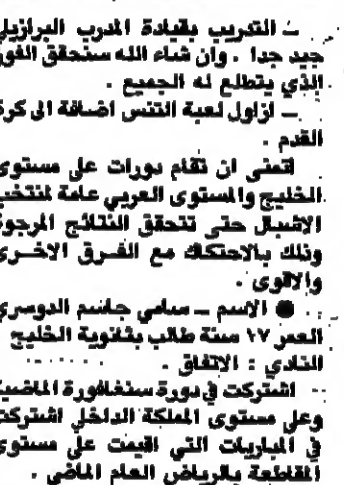 ـ التدريب بقيادة المدرب البرازيلي
جيد جدا . وان شاء الله سنحقق الفوز
الذي يتطلع له الجميع .
ـ ازاول لعبة التنس اضافة الى كرة
القدم .
اتمنى ان تقام دورات على مستوى
الخليج والمستوى العربي عامة لمنتخب
الاشبال حتى تتحقق النتائج المرجوة
وذلك بالاحتكاك مع الفرق الاخرى
والاقوى .
● الاسم ـ سامي جاسم الدوسري
العمر ١٧ سنة طالب بثانوية الخليج
النادي : الاتفاق .
اشتركت في دورة سنغافورة الماضية
وعلى مستوى المملكة الداخل اشتركت
في المباريات التي اقيمت على مستوى
المقاطعة بالرياض العام الماضي .